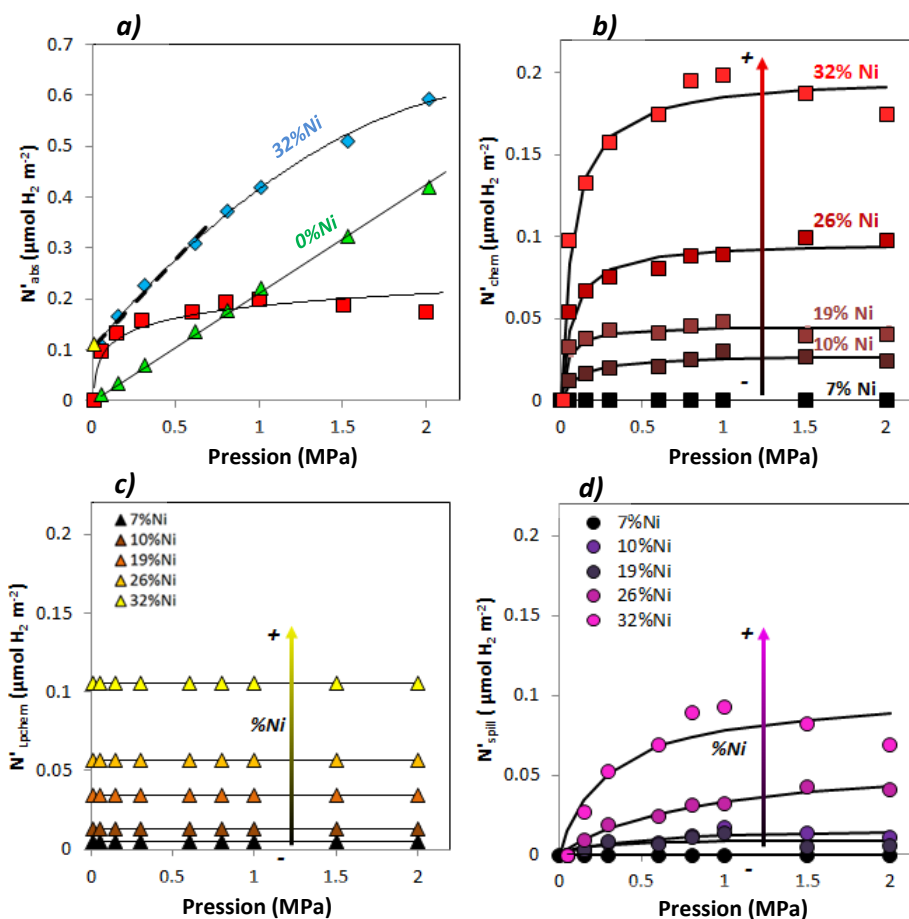 a)
N'abs (µmol H2 m-2)
0.7
0.6
0.5
0.4
0.3
0.2
0.1
0
32%Ni
0%Ni
0 0.5 1 1.5 2
Pression (MPa)
b)
N'chem (µmol H2 m-2)
0.2
0.15
0.1
0.05
0
+
32% Ni
26% Ni
19% Ni
10% Ni
7% Ni
-
0 0.5 1 1.5 2
Pression (MPa)
c)
N'Lpchem (µmol H2 m-2)
0.2
0.15
0.1
0.05
0
7%Ni
10%Ni
19%Ni
26%Ni
32%Ni
+
%Ni
-
0 0.5 1 1.5 2
Pression (MPa)
d)
N'spill ( µmol H2 m-2)
0.2
0.15
0.1
0.05
0
7%Ni
10%Ni
19%Ni
26%Ni
32%Ni
+
%Ni
-
0 0.5 1 1.5 2
Pression (MPa)